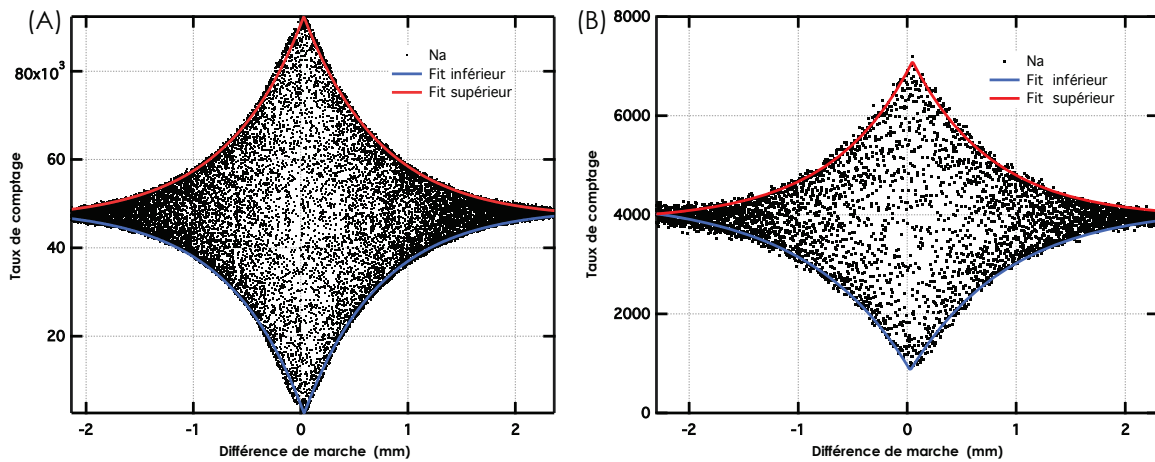 (A)
Na
Fit inférieur
Fit supérieur
80x10³
60
40
20
Taux de comptage
-2
-1
0
1
2
Différence de marche (mm)
(B)
Na
Fit inférieur
Fit supérieur
8000
6000
4000
2000
0
Taux de comptage
-2
-1
0
1
2
Différence de marche (mm)